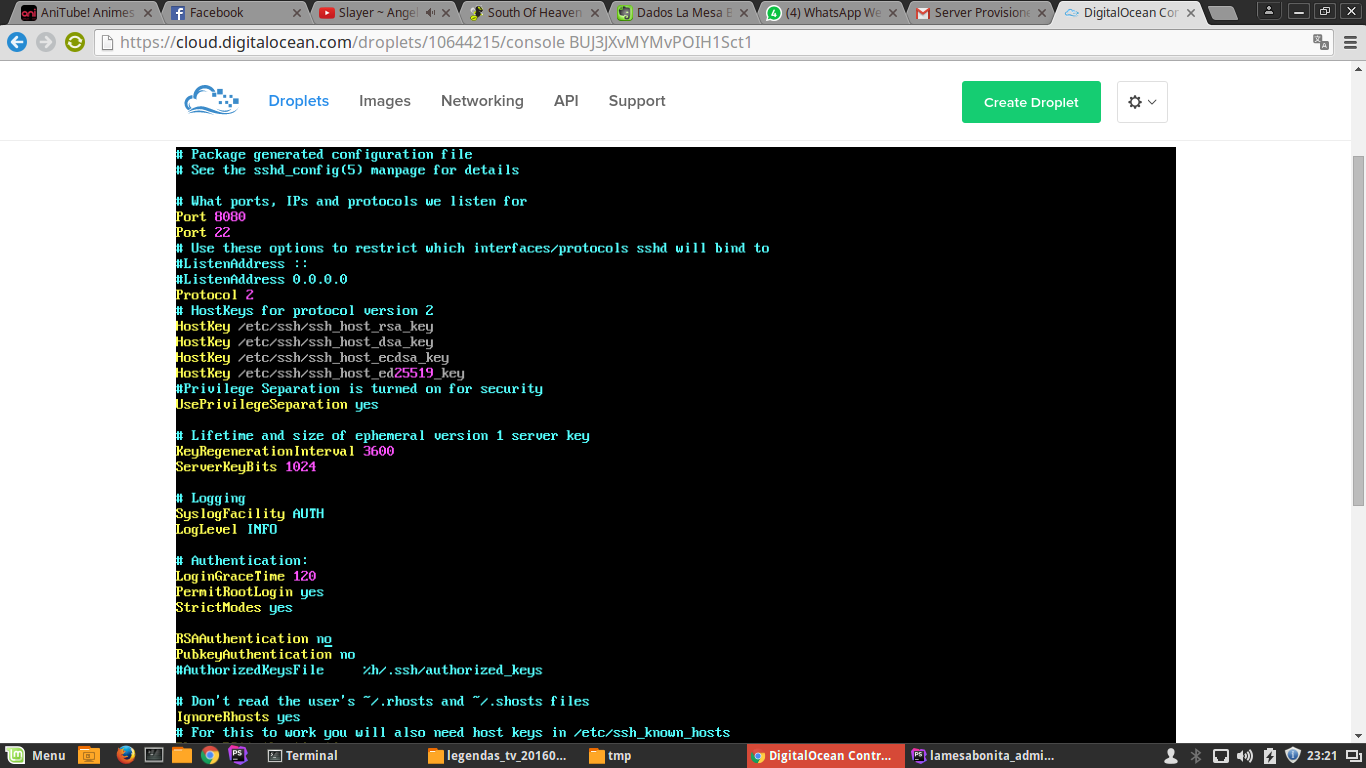 AniTube! Animes
Facebook
Slayer ~ Angel
South Of Heaven
Dados La Mesa B
(4) WhatsApp We
Server Provisione
DigitalOcean Con
https://cloud.digitalocean.com/droplets/10644215/console BUJ3JXvMYMvPOIH1Sct1
Droplets Images Networking API Support Create Droplet
# Package generated configuration file
# See the sshd_config(5) manpage for details
# What ports, IPs and protocols we listen for
Port 8080
Port 22
# Use these options to restrict which interfaces/protocols sshd will bind to
#ListenAddress ::
#ListenAddress 0.0.0.0
Protocol 2
# HostKeys for protocol version 2
HostKey /etc/ssh/ssh_host_rsa_key
HostKey /etc/ssh/ssh_host_dsa_key
HostKey /etc/ssh/ssh_host_ecdsa_key
HostKey /etc/ssh/ssh_host_ed25519_key
#Privilege Separation is turned on for security
UsePrivilegeSeparation yes
# Lifetime and size of ephemeral version 1 server key
KeyRegenerationInterval 3600
ServerKeyBits 1024
# Logging
SyslogFacility AUTH
LogLevel INFO
# Authentication:
LoginGraceTime 120
PermitRootLogin yes
StrictModes yes
RSAAuthentication no
PubkeyAuthentication no
#AuthorizedKeysFile     %h/.ssh/authorized_keys
# Don't read the user's ~/.rhosts and ~/.shosts files
IgnoreRhosts yes
# For this to work you will also need host keys in /etc/ssh_known_hosts
Menu Terminal legendas_tv_20160... tmp DigitalOcean Contr... lamesabonita_admi... 23:21